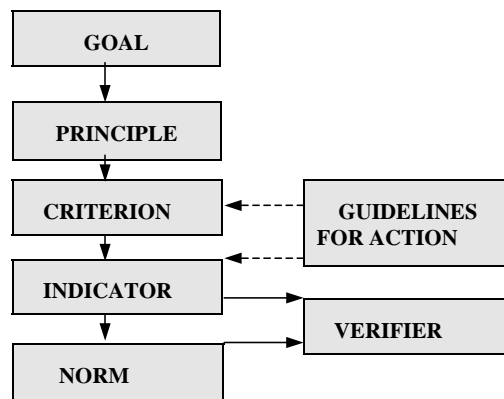 GOAL
PRINCIPLE
CRITERION
GUIDELINES
FOR ACTION
INDICATOR
VERIFIER
NORM